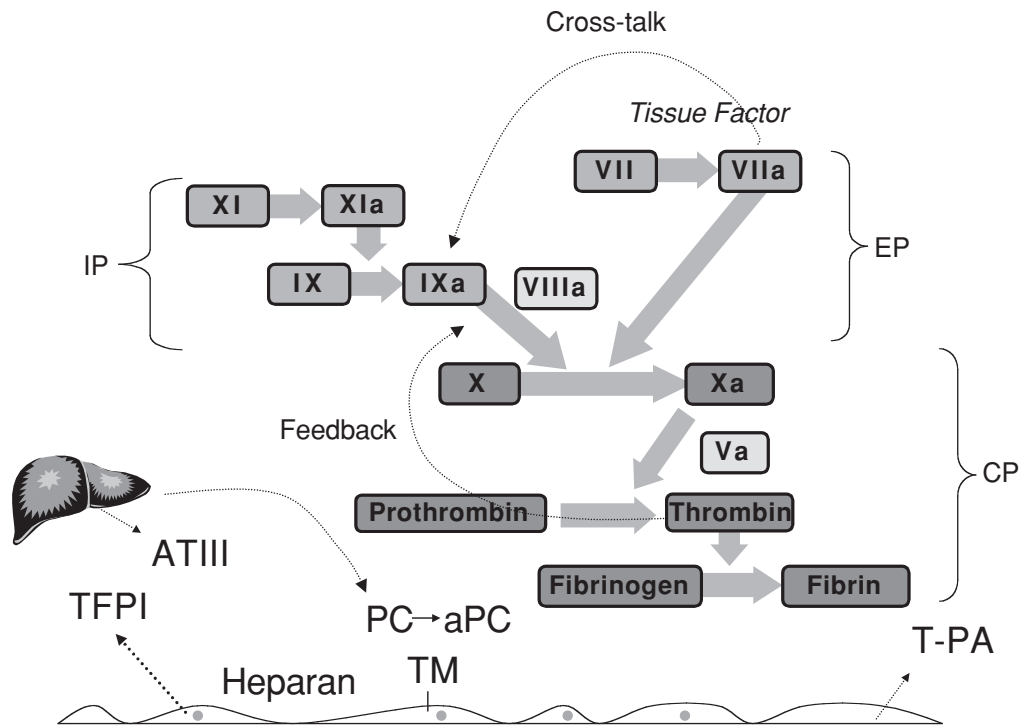 Cross-talk
Tissue Factor
VII
VIIa
XI
XIa
IP
EP
IX
IXa
VIIIa
X
Xa
Feedback
Va
CP
Prothrombin
Thrombin
ATIII
Fibrinogen
Fibrin
TFPI
PC
aPC
T-PA
TM
Heparan